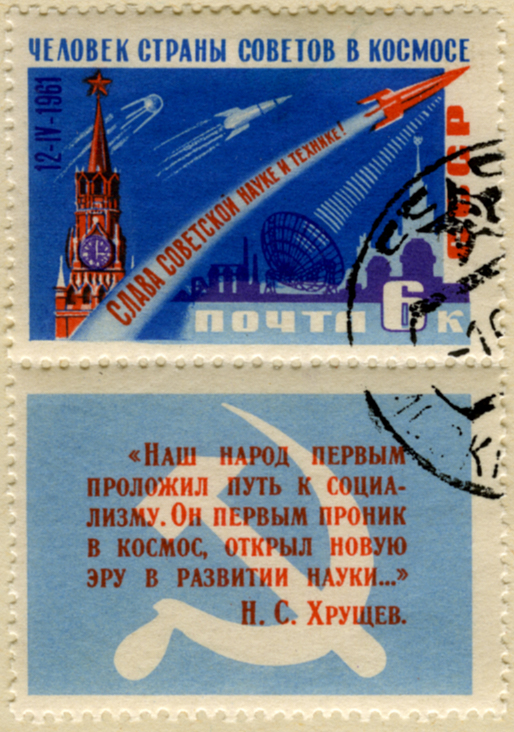 ЧЕЛОВЕК СТРАНЫ СОВЕТОВ В КОСМОСЕ
12-IV-1961
СЛАВА СОВЕТСКОЙ НАУКЕ И ТЕХНИКЕ!
СССР
ПОЧТА 6 К
«НАШ НАРОД ПЕРВЫМ
ПРОЛОЖИЛ ПУТЬ К СОЦИА-
ЛИЗМУ. ОН ПЕРВЫМ ПРОНИК
В КОСМОС, ОТКРЫЛ НОВУЮ
ЭРУ В РАЗВИТИИ НАУКИ...»
Н. С. ХРУЩЕВ.